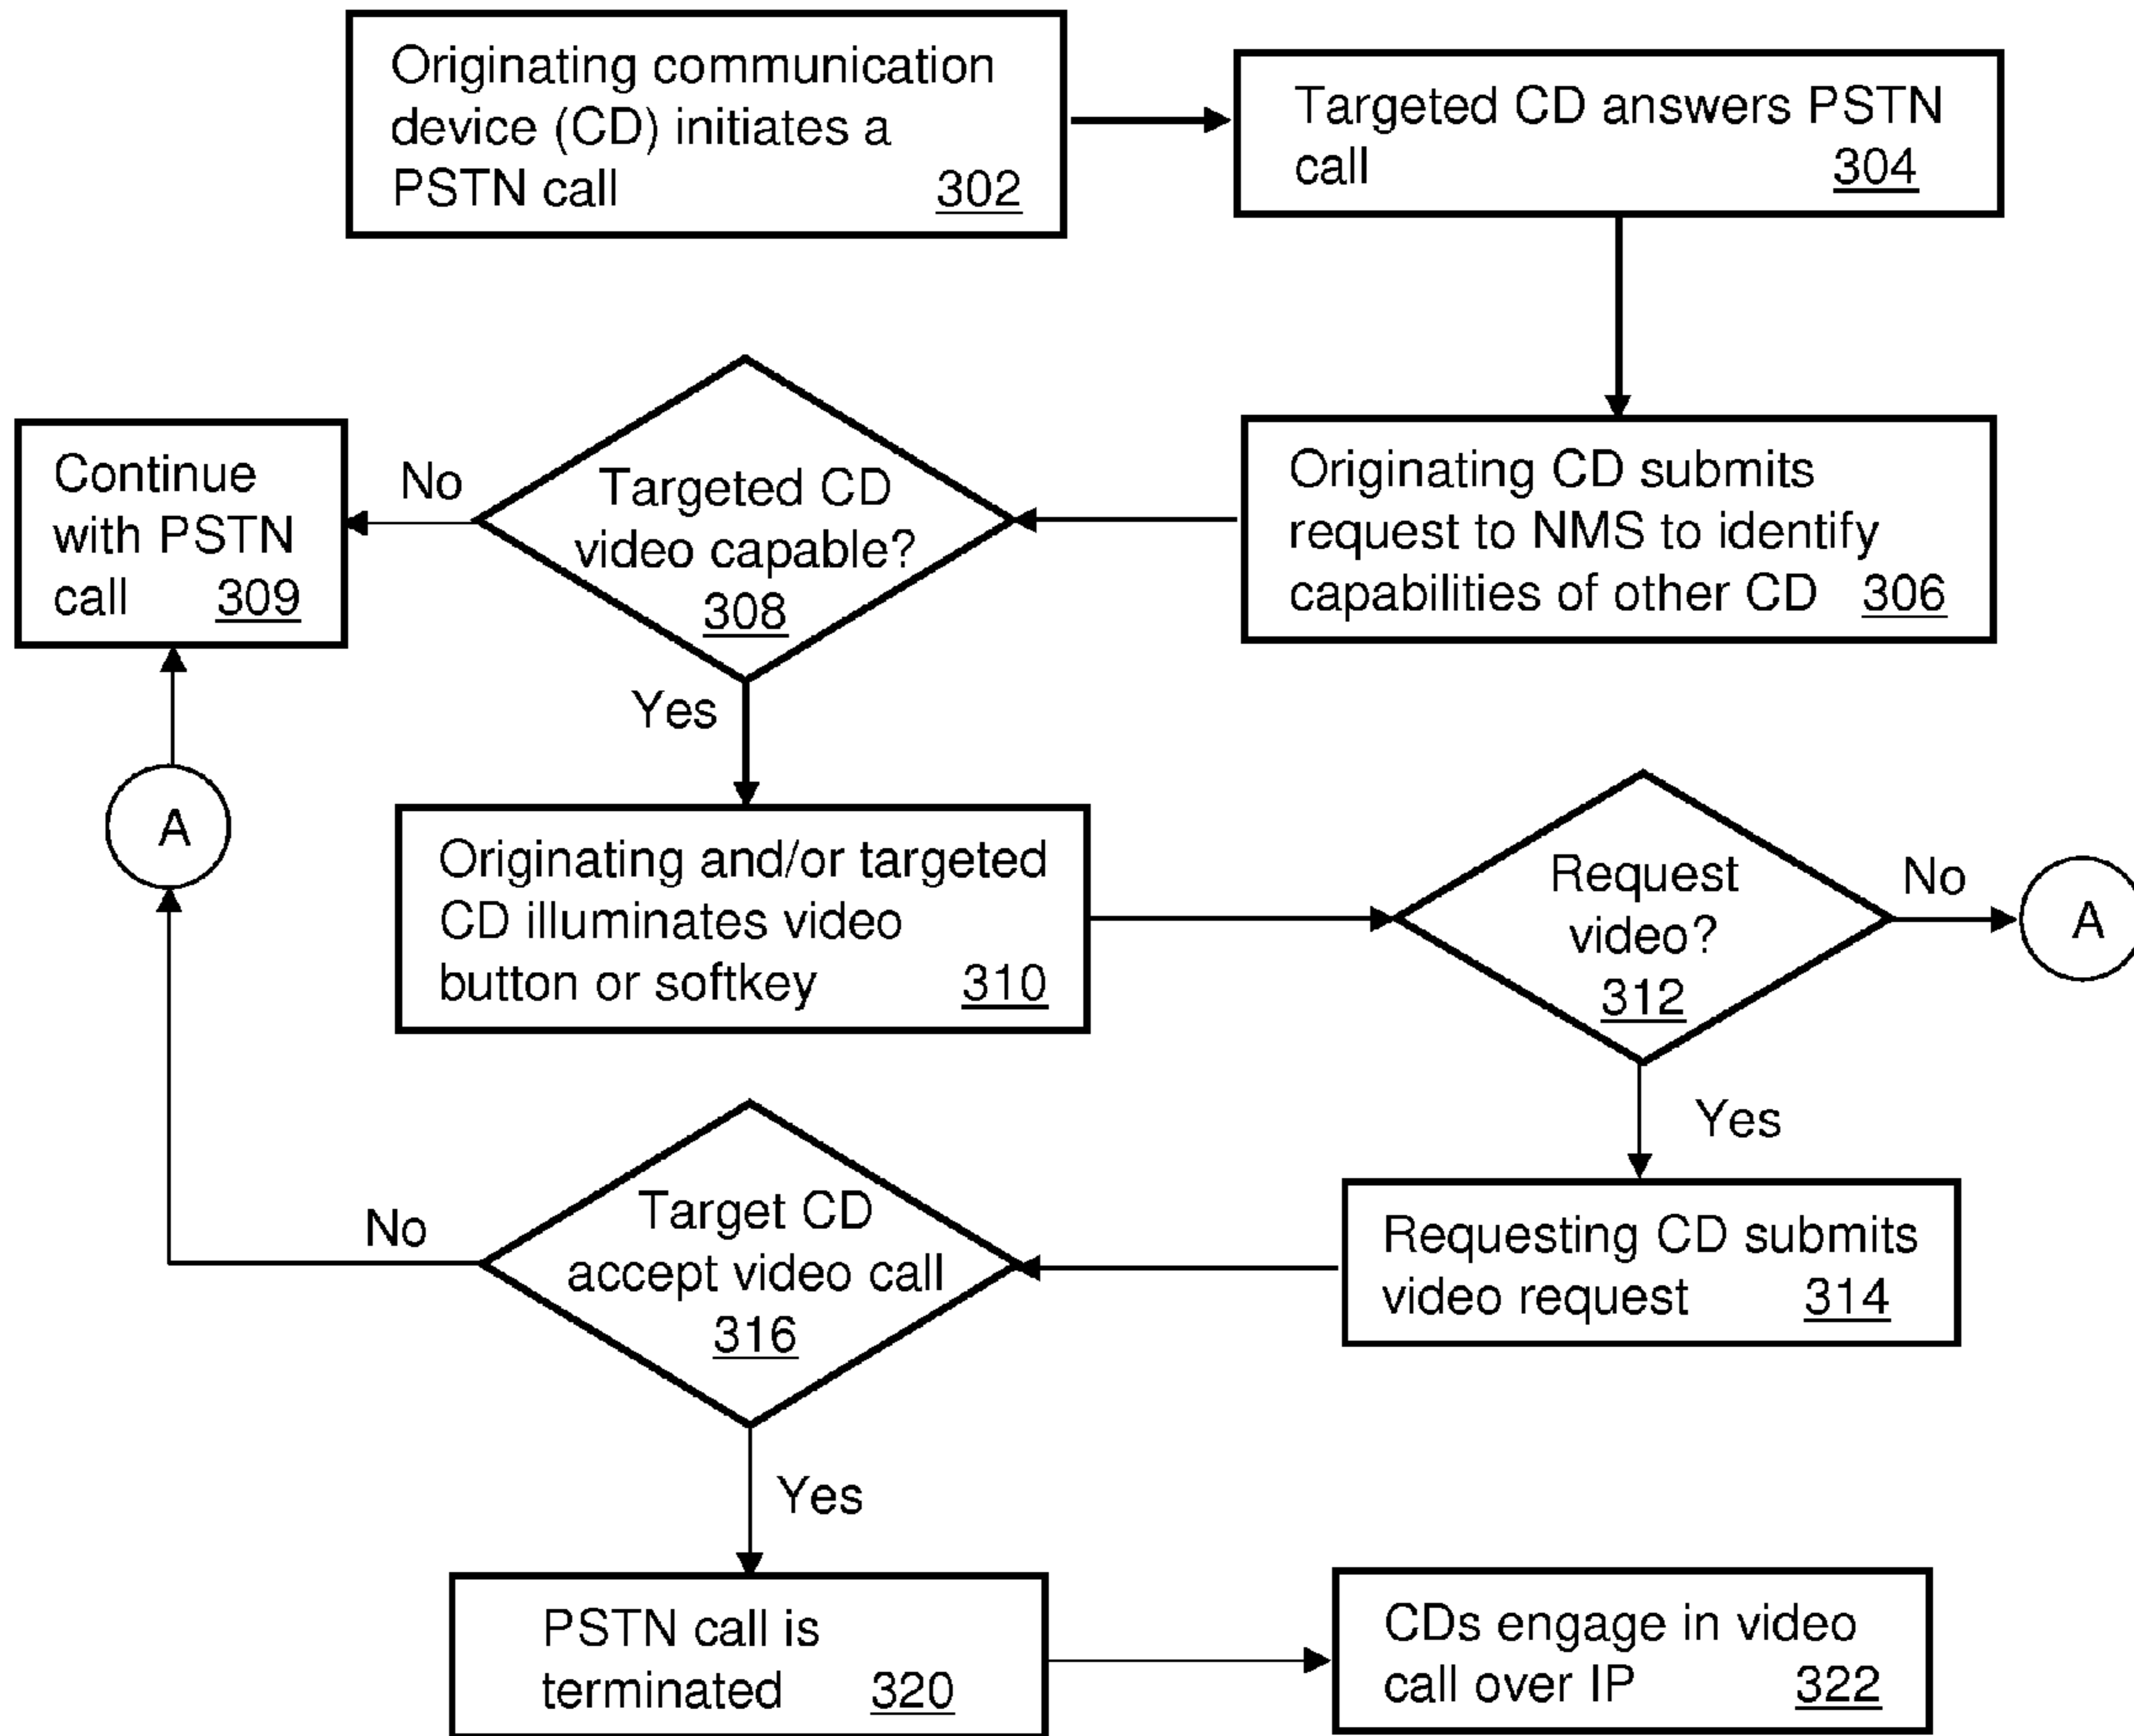 Originating communication
device (CD) initiates a
PSTN call 302
Targeted CD answers PSTN
call 304
Originating CD submits
request to NMS to identify
capabilities of other CD 306
Targeted CD
video capable?
308
No
Yes
Continue
with PSTN
call 309
A
Originating and/or targeted
CD illuminates video
button or softkey 310
Request
video?
312
No
A
Yes
Requesting CD submits
video request 314
Target CD
accept video call
316
No
Yes
PSTN call is
terminated 320
CDs engage in video
call over IP 322